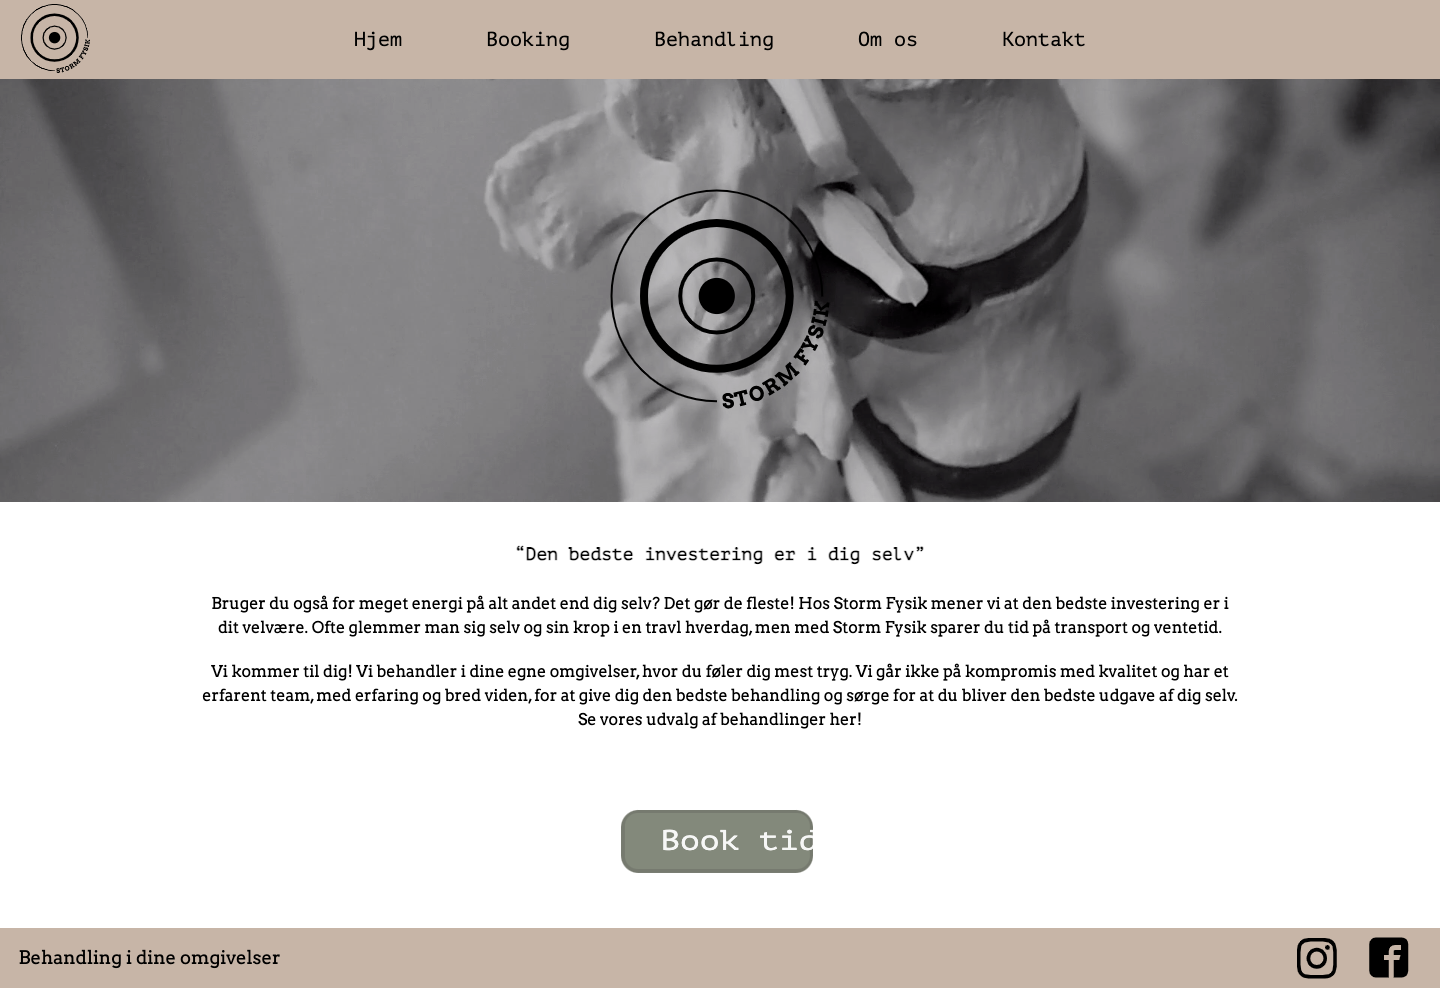 STORM FYSIK
Hjem
Booking
Behandling
Om os
Kontakt
STORM FYSIK
“Den bedste investering er i dig selv”
Bruger du også for meget energi på alt andet end dig selv? Det gør de fleste! Hos Storm Fysik mener vi at den bedste investering er i
dit velvære. Ofte glemmer man sig selv og sin krop i en travl hverdag, men med Storm Fysik sparer du tid på transport og ventetid.
Vi kommer til dig! Vi behandler i dine egne omgivelser, hvor du føler dig mest tryg. Vi går ikke på kompromis med kvalitet og har et
erfarent team, med erfaring og bred viden, for at give dig den bedste behandling og sørge for at du bliver den bedste udgave af dig selv.
Se vores udvalg af behandlinger her!
Book tid
Behandling i dine omgivelser